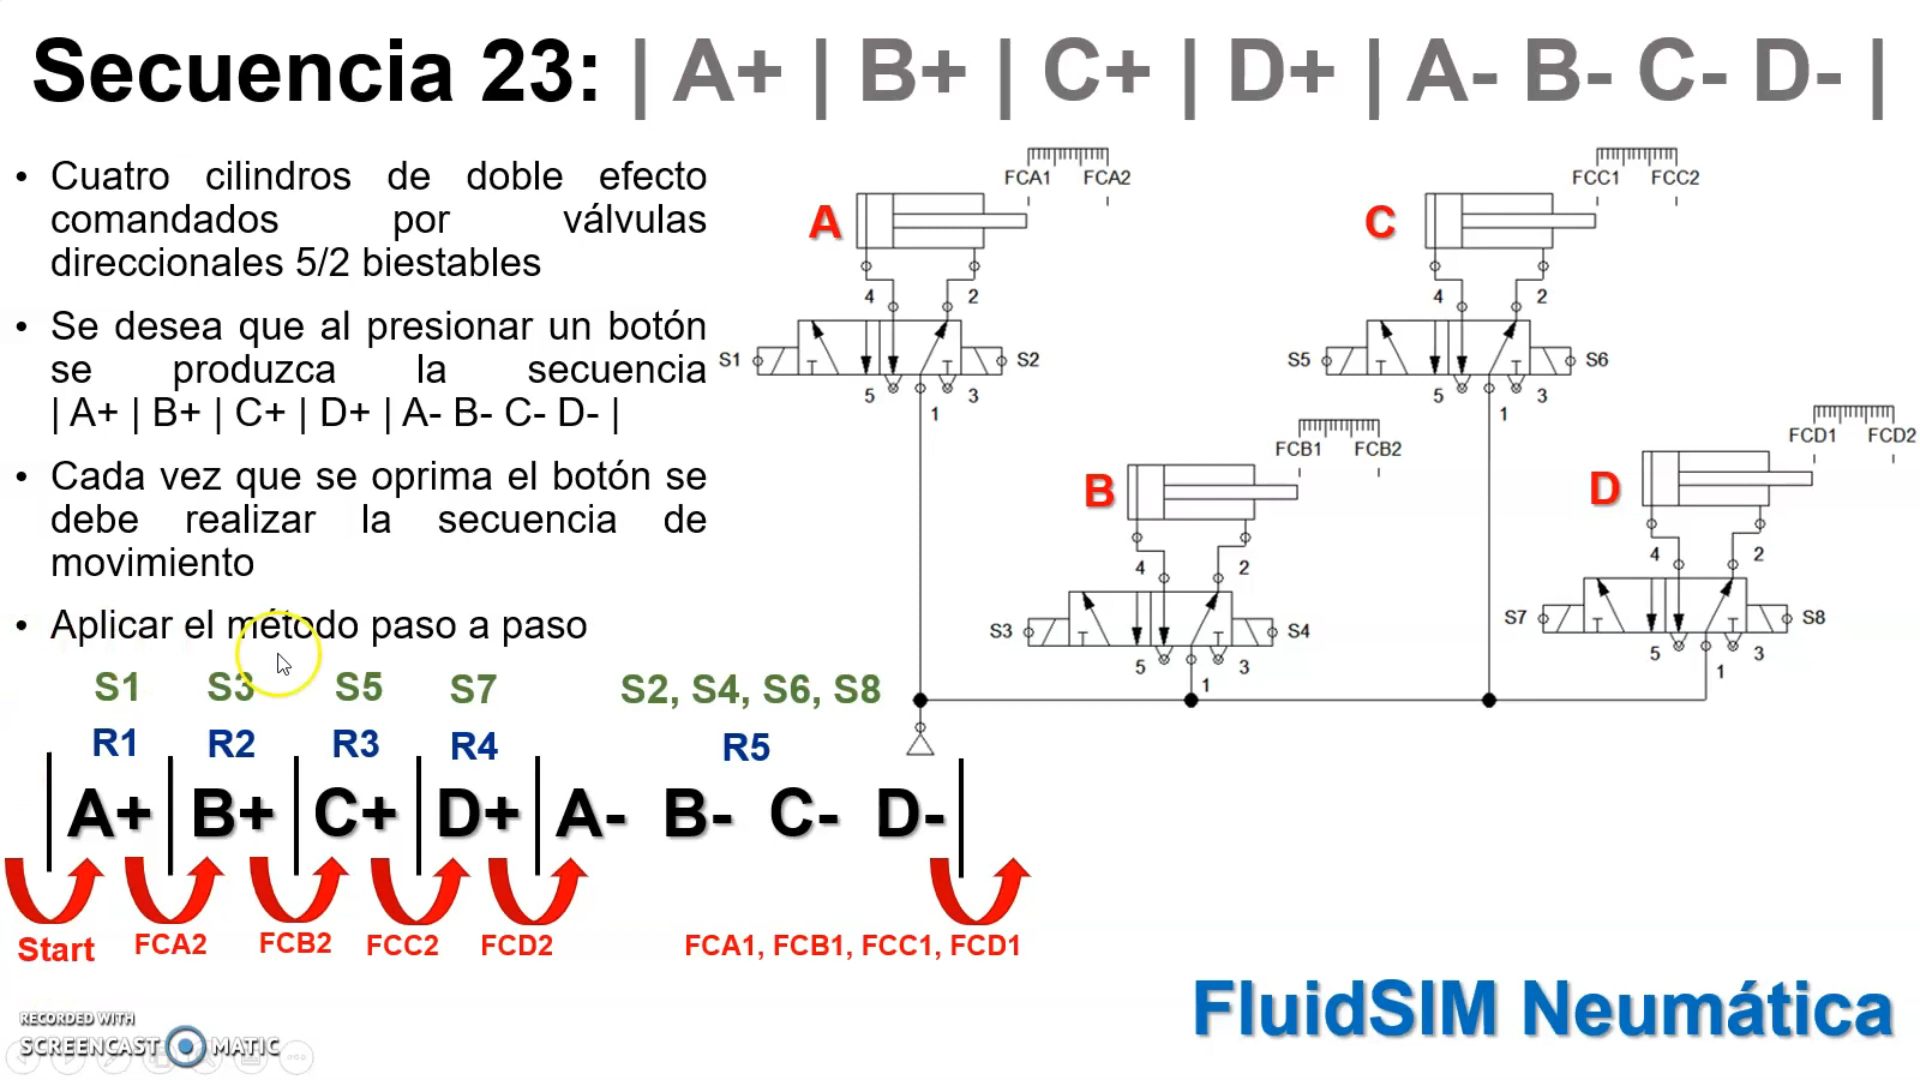 Secuencia 23: | A+ | B+ | C+ | D+ | A- B- C- D- |
• Cuatro cilindros de doble efecto
comandados por válvulas
direccionales 5/2 biestables
• Se desea que al presionar un botón
se produzca la secuencia
| A+ | B+ | C+ | D+ | A- B- C- D- |
• Cada vez que se oprima el botón se
debe realizar la secuencia de
movimiento
• Aplicar el método paso a paso
S1 S3 S5 S7 S2, S4, S6, S8
R1 R2 R3 R4 R5
| A+ | B+ | C+ | D+ | A- B- C- D- |
Start FCA2 FCB2 FCC2 FCD2 FCA1, FCB1, FCC1, FCD1
FCA1 FCA2
A
4 2
S1 S2
5 3
1
FCC1 FCC2
C
4 2
S5 S6
5 3
1
FCB1 FCB2
B
4 2
S3 S4
5 3
1
FCD1 FCD2
D
4 2
S7 S8
5 3
1
FluidSIM Neumática
RECORDED WITH
SCREENCAST MATIC